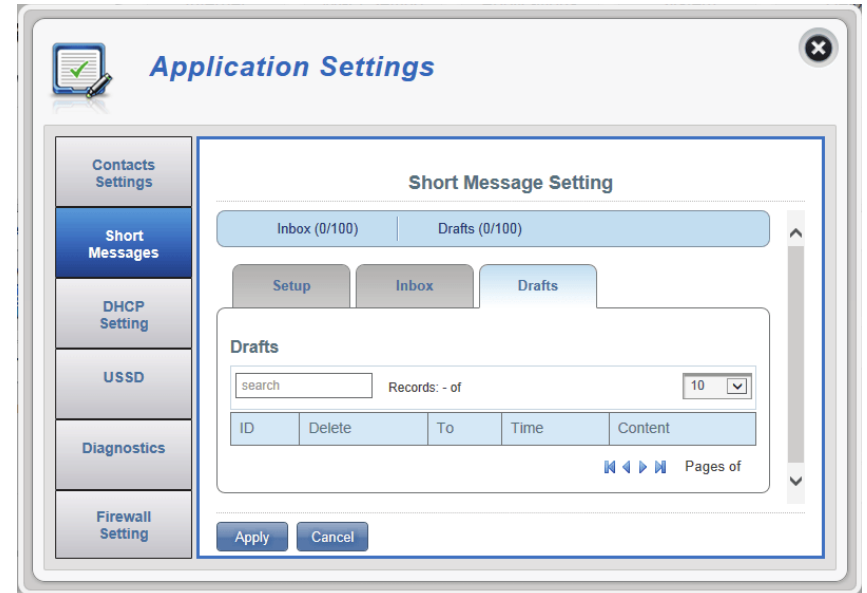 Application Settings
Contacts
Settings
Short
Messages
DHCP
Setting
USSD
Diagnostics
Firewall
Setting
Short Message Setting
Inbox (0/100) Drafts (0/100)
Setup Inbox Drafts
Drafts
search Records: - of 10
ID Delete To Time Content
Pages of
Apply Cancel